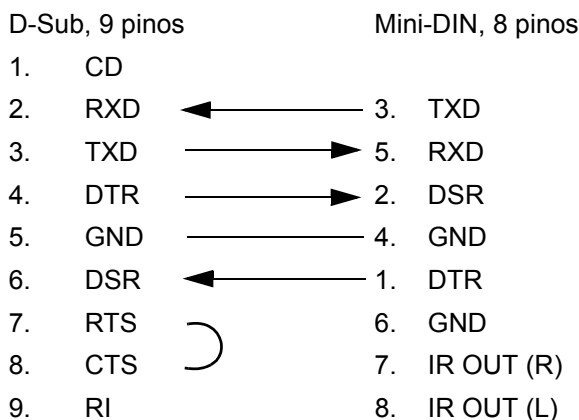 D-Sub, 9 pinos Mini-DIN, 8 pinos
1. CD
2. RXD 3. TXD
3. TXD 5. RXD
4. DTR 2. DSR
5. GND 4. GND
6. DSR 1. DTR
7. RTS 6. GND
8. CTS 7. IR OUT (R)
9. RI 8. IR OUT (L)